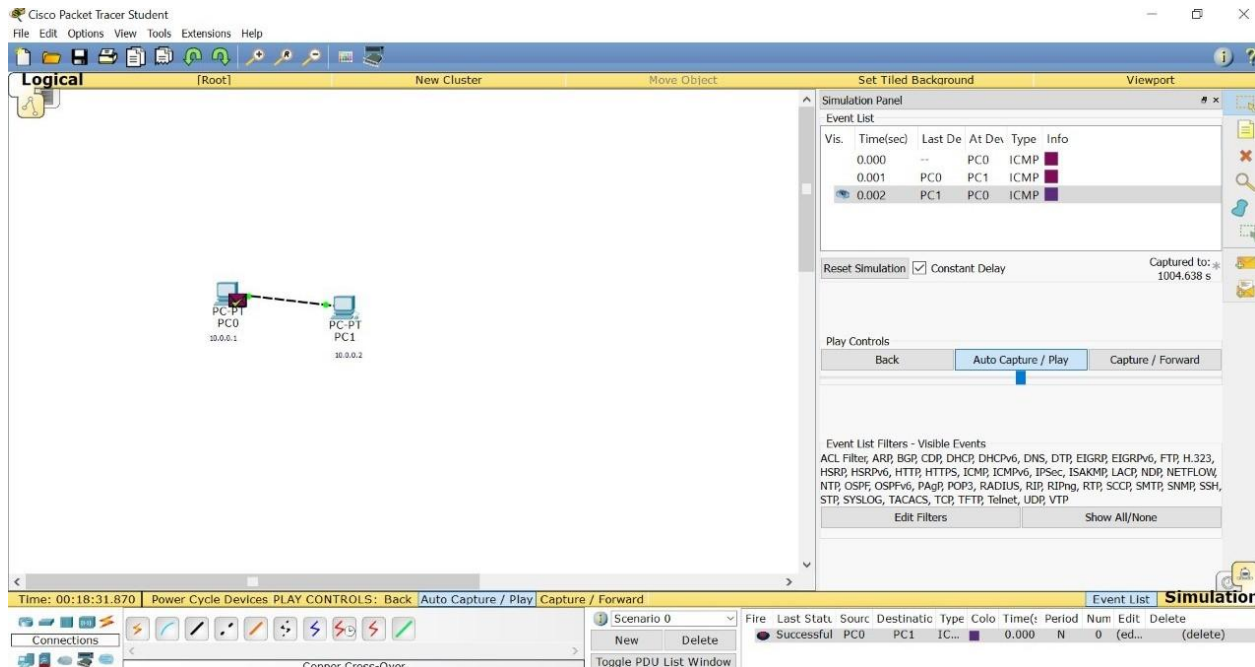 Cisco Packet Tracer Student
File Edit Options View Tools Extensions Help
Logical [Root] New Cluster Move Object Set Tiled Background Viewport
Simulation Panel
Event List
Vis. Time(sec) Last De At Dev Type Info
0.000 -- PC0 ICMP
0.001 PC0 PC1 ICMP
0.002 PC1 PC0 ICMP
Reset Simulation Constant Delay Captured to: *
1004.638 s
PC-PT
PC0
10.0.0.1
PC-PT
PC1
10.0.0.2
Play Controls
Back Auto Capture / Play Capture / Forward
Event List Filters - Visible Events
ACL Filter, ARP, BGP, CDP, DHCP, DHCPv6, DNS, DTP, EIGRP, EIGRPv6, FTP, H.323,
HSRP, HSRPv6, HTTP, HTTPS, ICMP, ICMPv6, IPSec, ISAKMP, LACP, NDP, NETFLOW,
NTP, OSPF, OSPFv6, PAgP, POP3, RADIUS, RIP, RIPng, RTP, SCCP, SMTP, SNMP, SSH,
STP, SYSLOG, TACACS, TCP, TFTP, Telnet, UDP, VTP
Edit Filters Show All/None
Time: 00:18:31.870 Power Cycle Devices PLAY CONTROLS: Back Auto Capture / Play Capture / Forward Event List Simulation
Connections
Copper Cross-Over
Scenario 0
New Delete
Toggle PDU List Window
Fire Last Statu Sourc Destinatic Type Colo Time(s Period Num Edit Delete
Successful PC0 PC1 IC... 0.000 N 0 (ed... (delete)